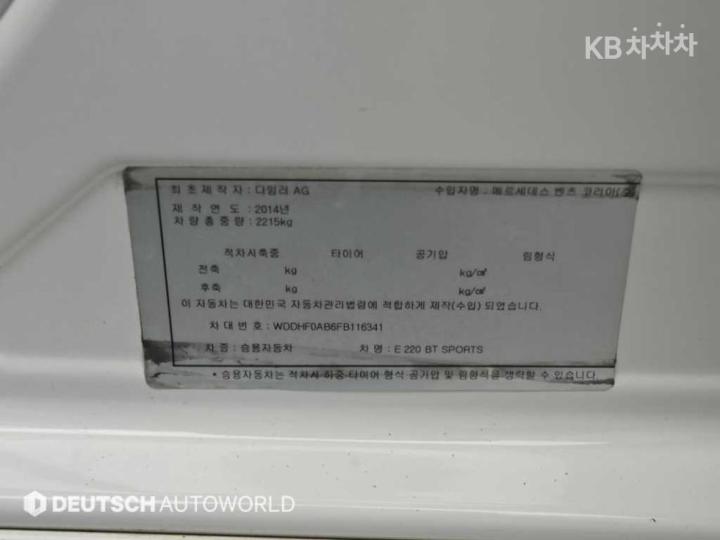 KB차차차
최초제작자 : 다임러 AG 수입자명 : 메르세데스 벤츠 코리아(주)
제 작 연 도 : 2014년
차량 총 중 량 : 2215kg
적차시축중 타이어 공기압 림형식
전축 kg kg/㎠
후축 kg kg/㎠
이 자동차는 대한민국 자동차관리법령에 적합하게 제작(수입) 되었습니다.
차 대 번 호 : WDDHF0AB6FB116341
차 종 : 승용자동차 차 명 : E 220 BT SPORTS
* 승용자동차는 적차시 하중·타이어 형식 공기압 및 림형식을 생략할 수 있습니다.
DEUTSCH AUTOWORLD